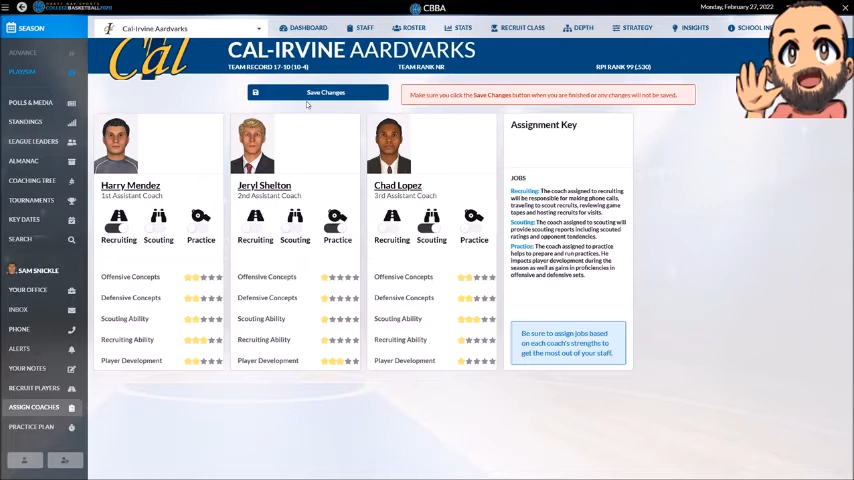 DRAFT DAY SPORTS
COLLEGE BASKETBALL 2020
CBBA
Monday, February 27, 2022
SEASON
Cal-Irvine Aardvarks
DASHBOARD
STAFF
ROSTER
STATS
RECRUIT CLASS
DEPTH
STRATEGY
INSIGHTS
SCHOOL IN
ADVANCE
PLAY/SIM
POLLS & MEDIA
STANDINGS
LEAGUE LEADERS
ALMANAC
COACHING TREE
TOURNAMENTS
KEY DATES
SEARCH
SAM SNICKLE
YOUR OFFICE
INBOX
PHONE
ALERTS
YOUR NOTES
RECRUIT PLAYERS
ASSIGN COACHES
PRACTICE PLAN
Cal
CAL-IRVINE AARDVARKS
TEAM RECORD 17-10 (10-4)
TEAM RANK NR
RPI RANK 99 (.530)
Save Changes
Make sure you click the Save Changes button when you are finished or any changes will not be saved.
Harry Mendez
1st Assistant Coach
Recruiting Scouting Practice
Offensive Concepts
Defensive Concepts
Scouting Ability
Recruiting Ability
Player Development
Jeryl Shelton
2nd Assistant Coach
Recruiting Scouting Practice
Offensive Concepts
Defensive Concepts
Scouting Ability
Recruiting Ability
Player Development
Chad Lopez
3rd Assistant Coach
Recruiting Scouting Practice
Offensive Concepts
Defensive Concepts
Scouting Ability
Recruiting Ability
Player Development
Assignment Key
JOBS
Recruiting: The coach assigned to recruiting
will be responsible for making phone calls,
traveling to scout recruits, reviewing game
tapes and hosting recruits for visits.
Scouting: The coach assigned to scouting will
provide scouting reports including scouted
ratings and opponent tendencies.
Practice: The coach assigned to practice
helps to prepare and run practices. He
impacts player development during the
season as well as gains in proficiencies in
offensive and defensive sets.
Be sure to assign jobs based
on each coach's strengths to
get the most out of your staff.